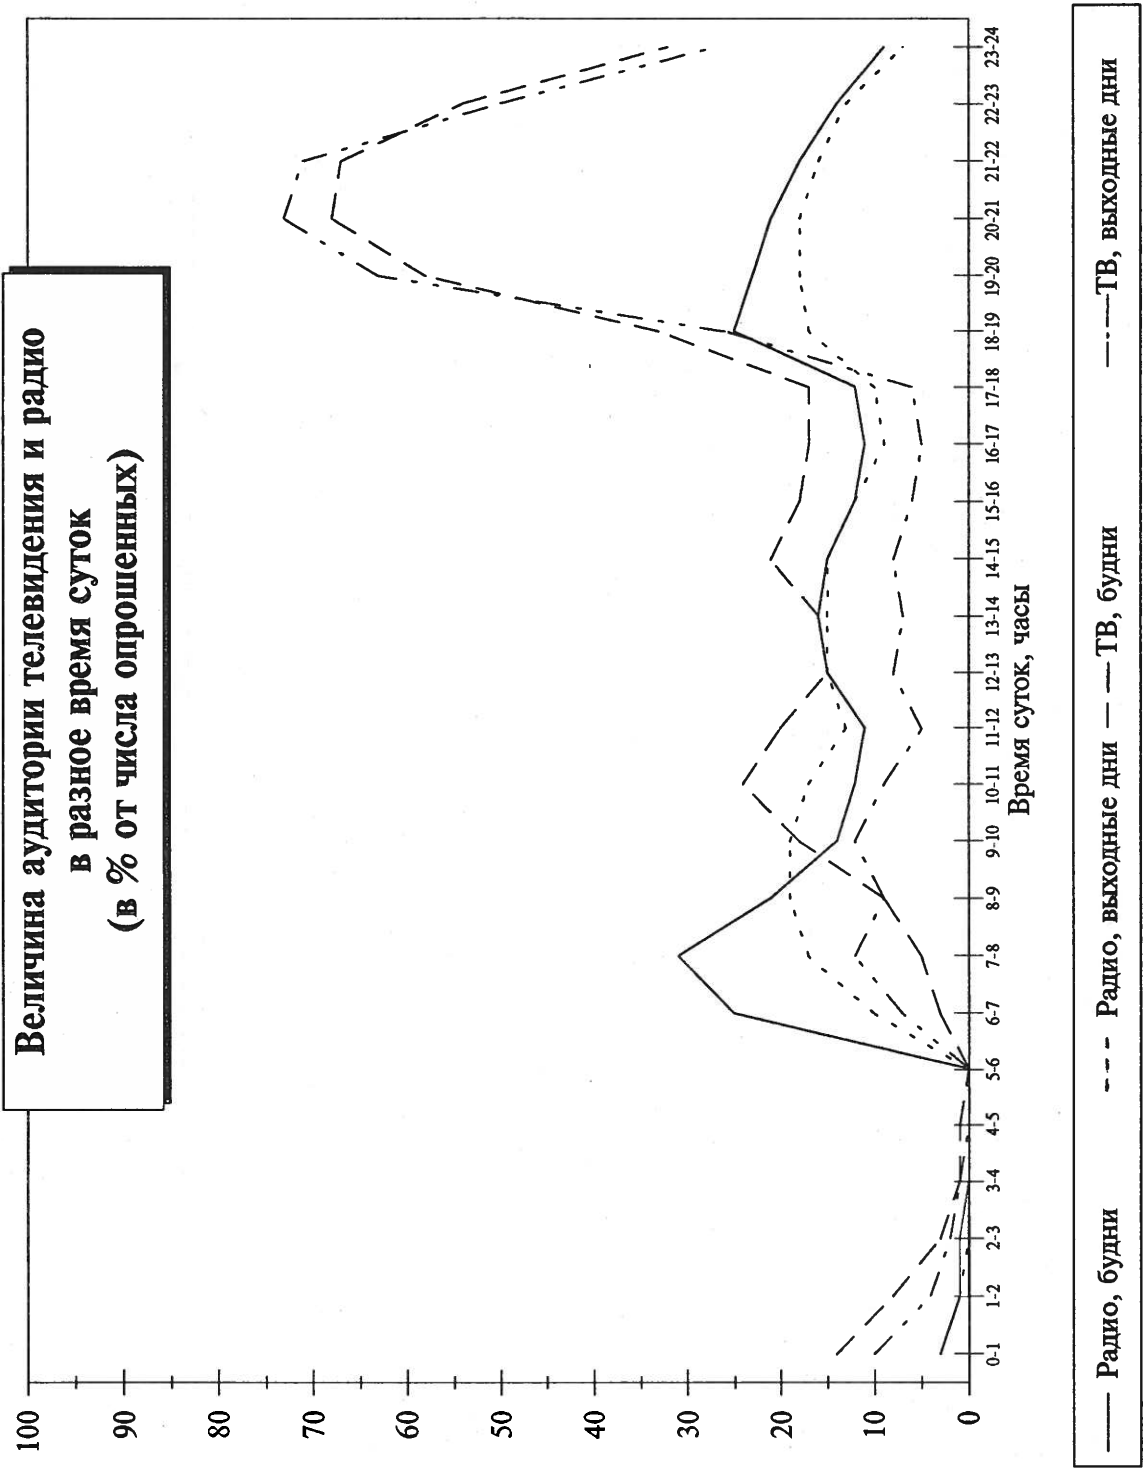 Величина аудитории телевидения и радио
в разное время суток
(в % от числа опрошенных)
100
90
80
70
60
50
40
30
20
10
0
0-1 1-2 2-3 3-4 4-5 5-6 6-7 7-8 8-9 9-10 10-11 11-12 12-13 13-14 14-15 15-16 16-17 17-18 18-19 19-20 20-21 21-22 22-23 23-24
Время суток, часы
Радио, будни Радио, выходные дни ТВ, будни ТВ, выходные дни